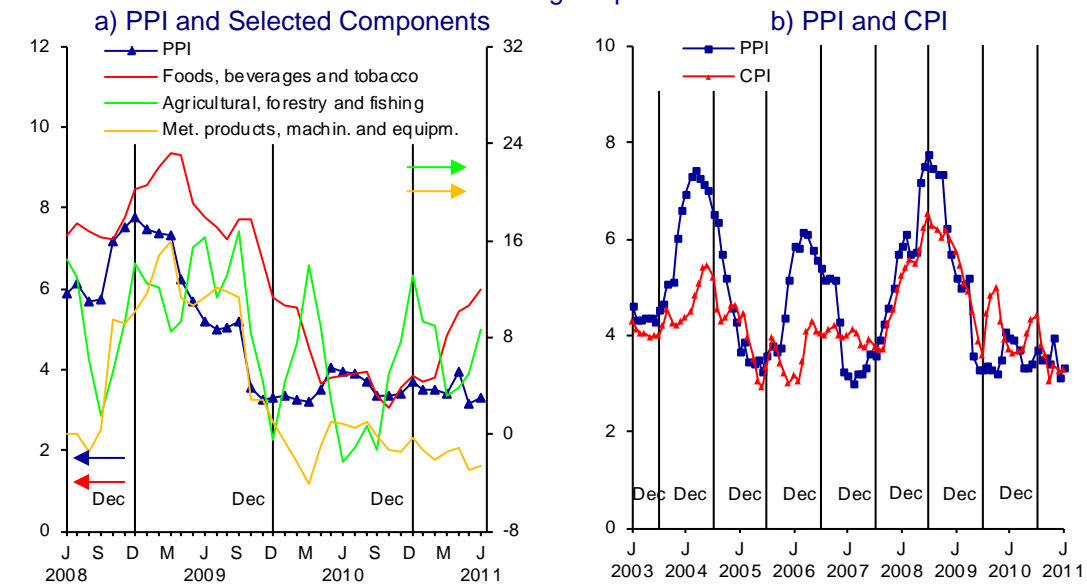 a) PPI and Selected Components
12
10
8
6
4
2
0
32
24
16
8
0
-8
PPI
Foods, beverages and tobacco
Agricultural, forestry and fishing
Met. products, machin. and equipm.
Dec Dec Dec
J S D M J S D M J S D M J
2008 2009 2010 2011
b) PPI and CPI
10
8
6
4
2
0
PPI
CPI
Dec Dec Dec Dec Dec Dec Dec Dec
J J J J J J J J J
2003 2004 2005 2006 2007 2008 2009 2010 2011